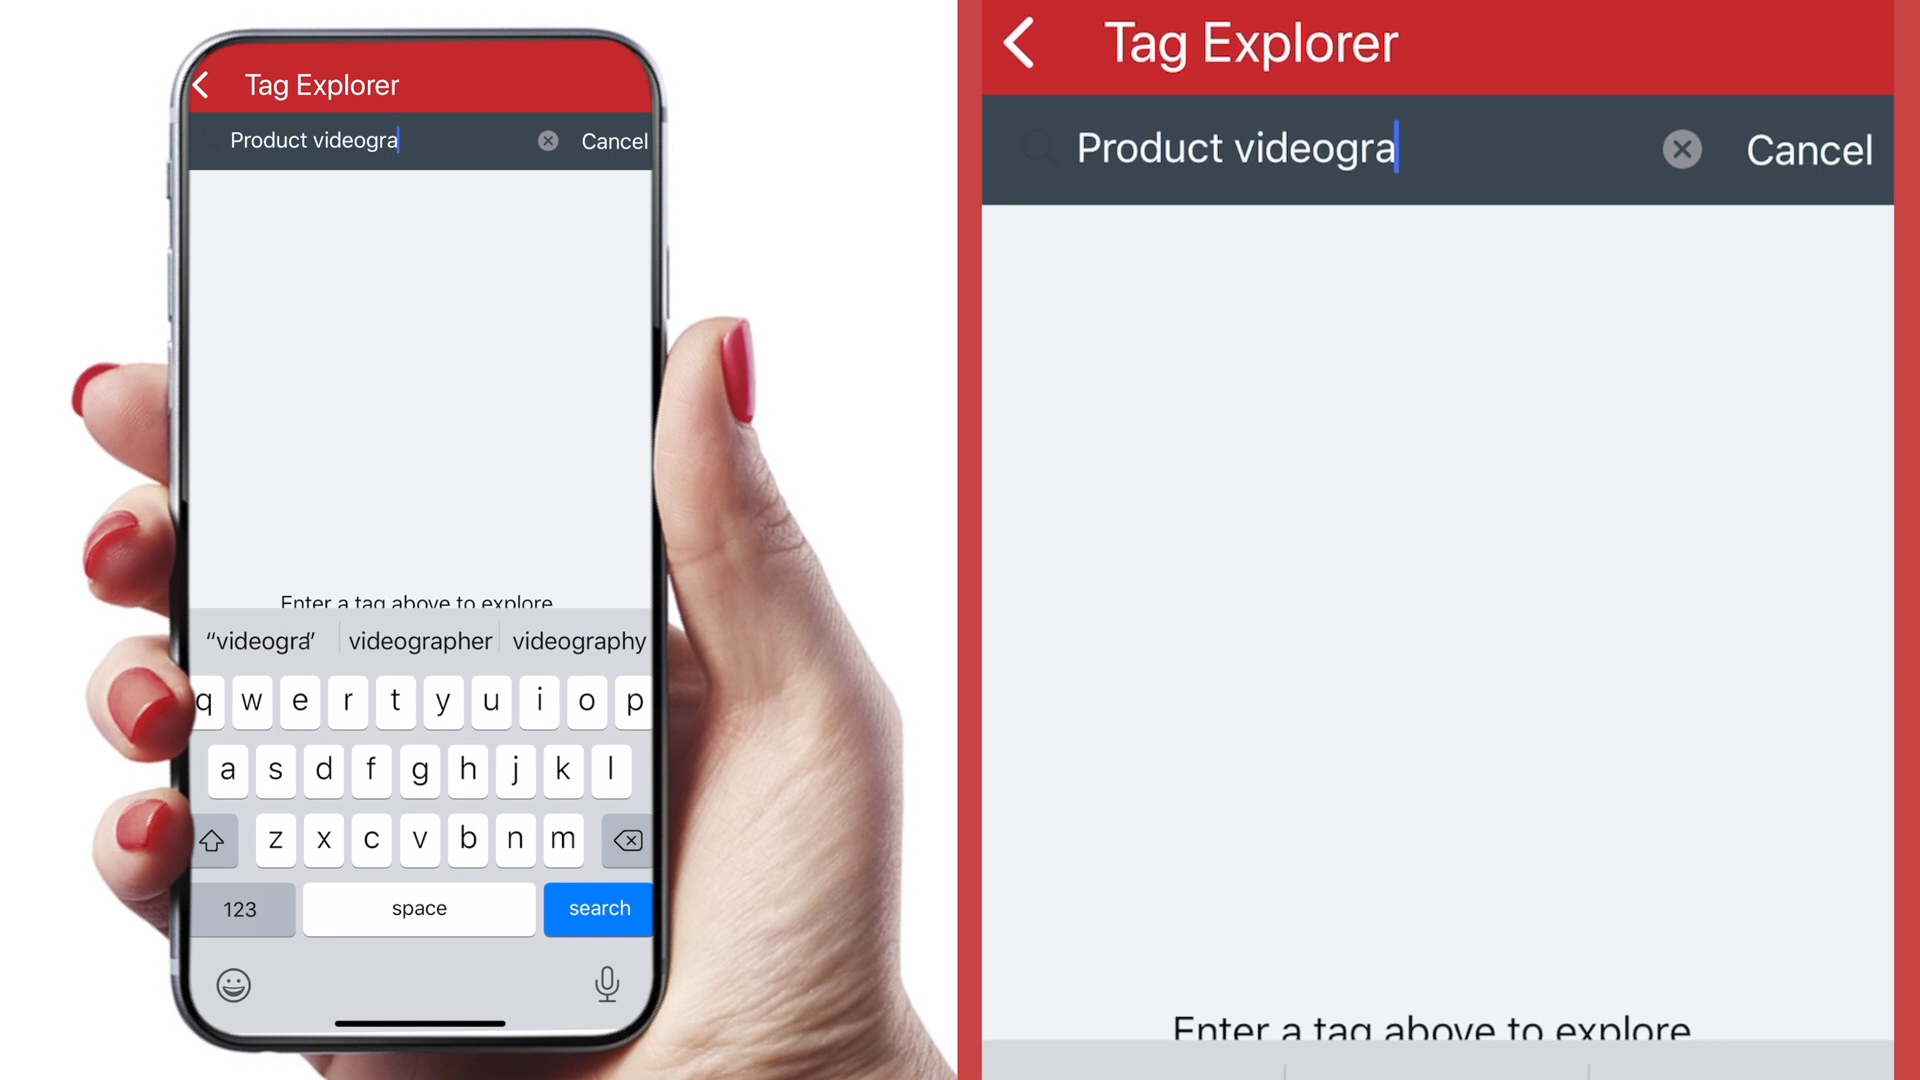 Tag Explorer
Product videogra
Cancel
Enter a tag above to explore
“videogra”
videographer
videography
q w e r t y u i o p
a s d f g h j k l
z x c v b n m
123
space
search
Tag Explorer
Product videogra
Cancel
Enter a tag above to explore